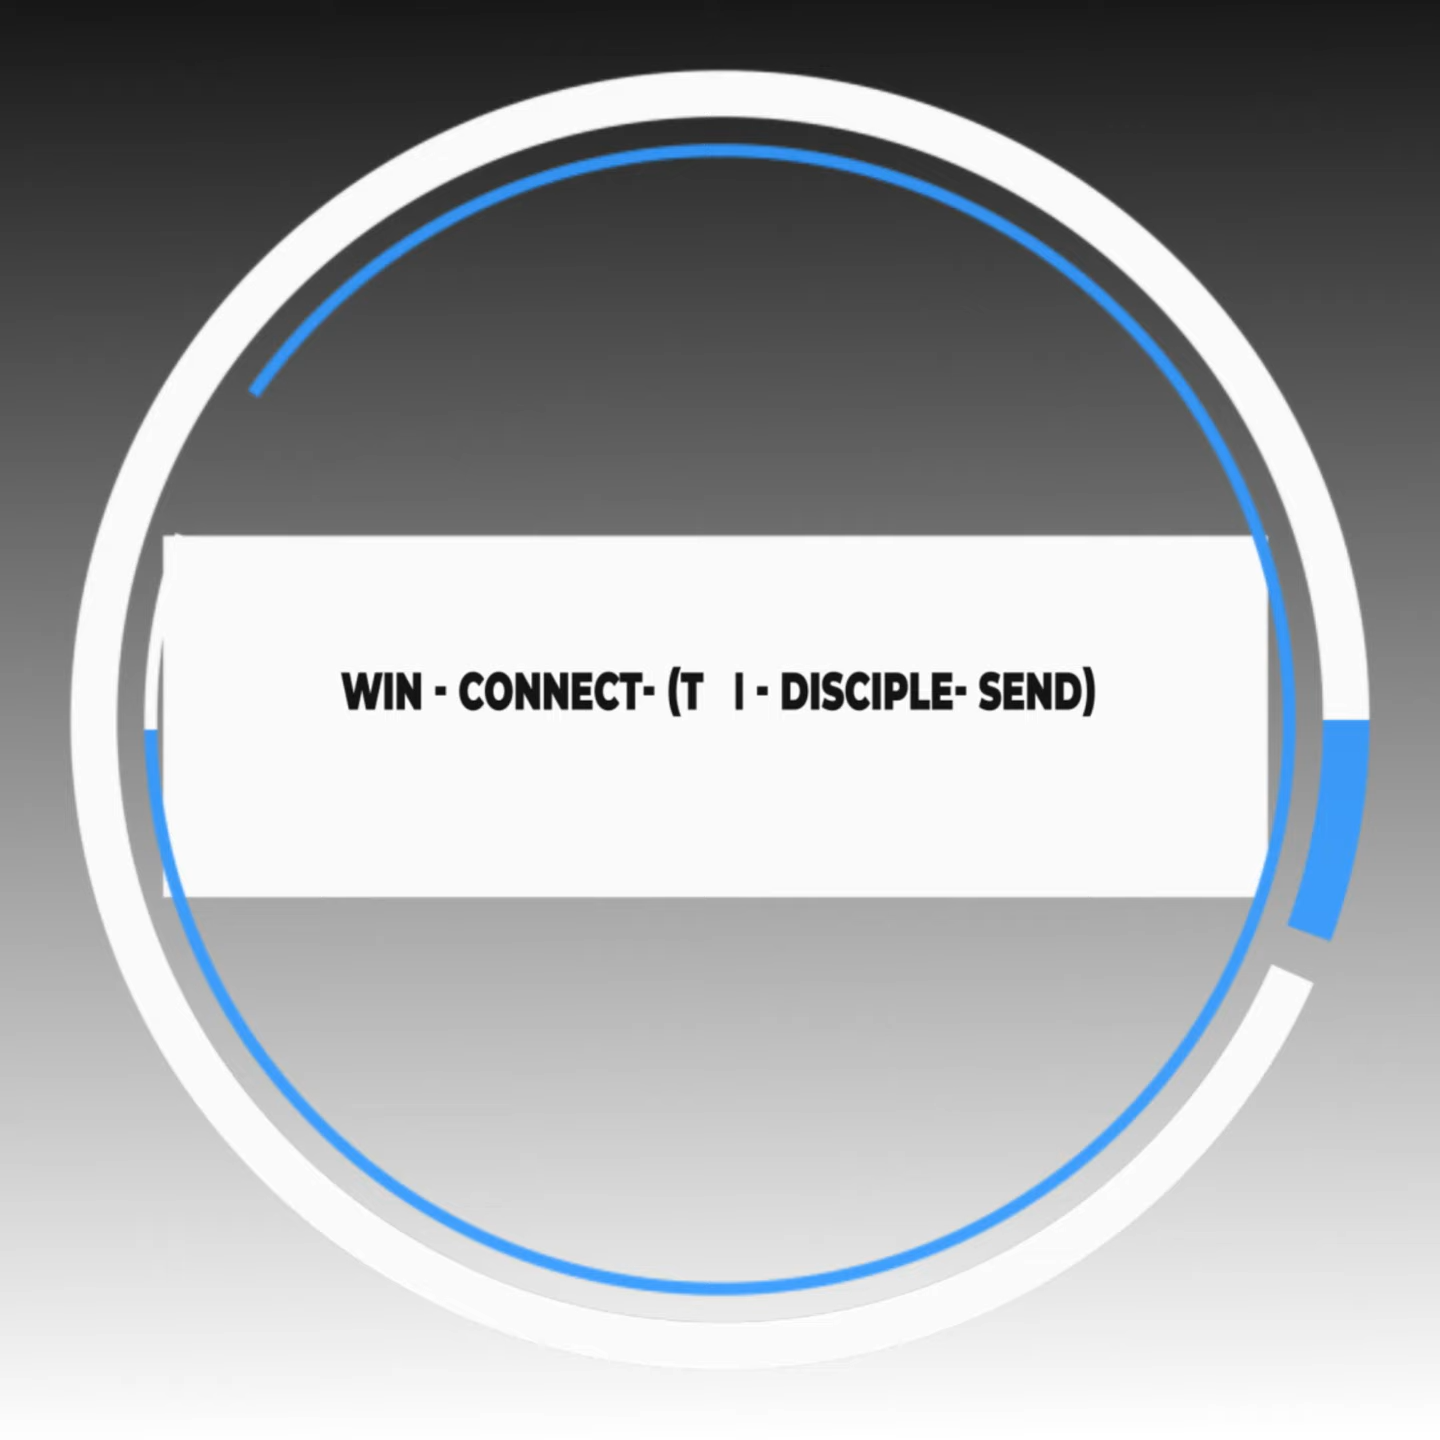 WIN - CONNECT- (T I - DISCIPLE- SEND)